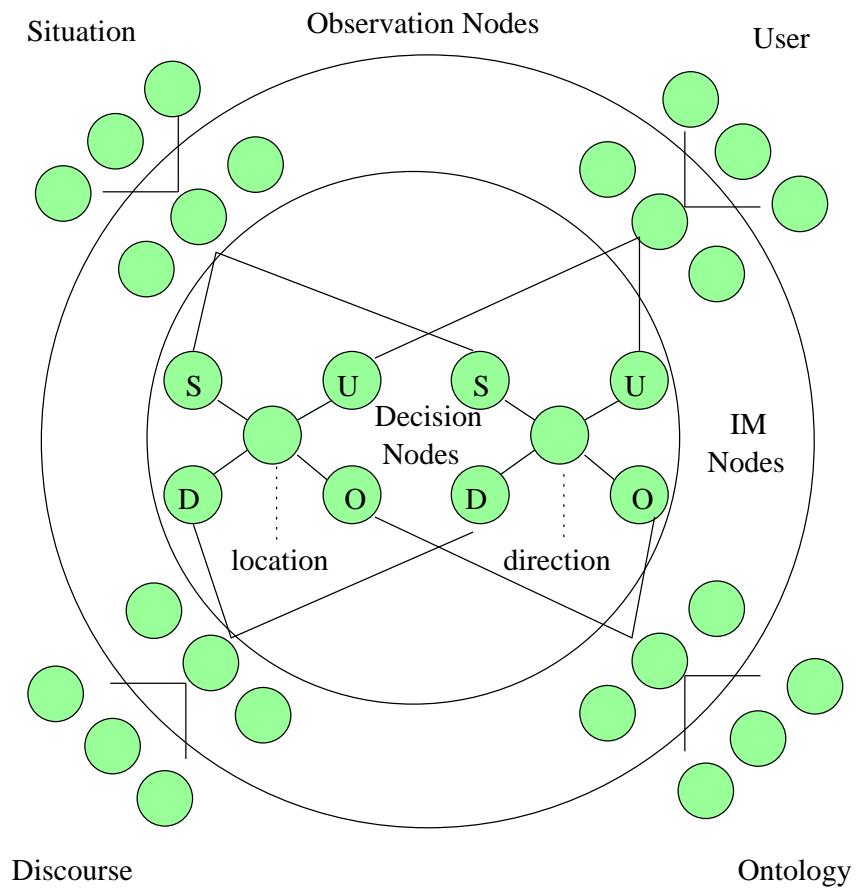 Situation
Observation Nodes
User
S
U
S
U
Decision
Nodes
IM
Nodes
D
O
D
O
location
direction
Discourse
Ontology